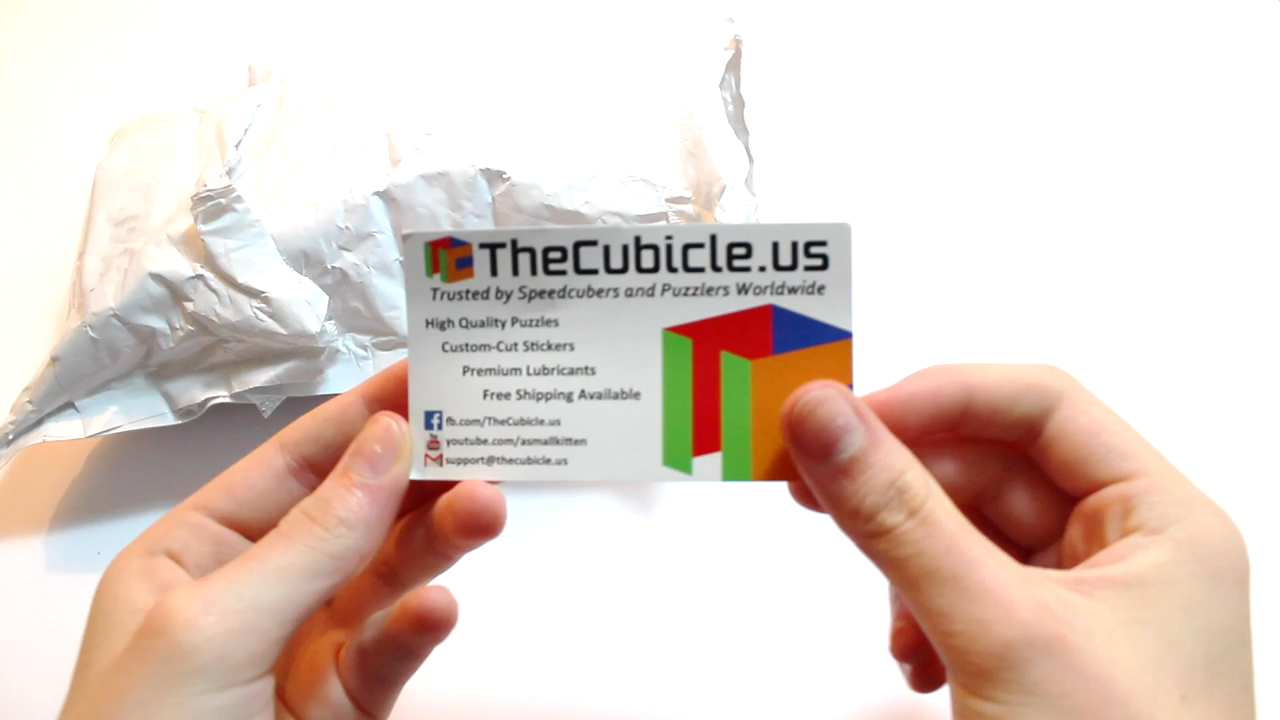 TheCubicle.us
Trusted by Speedcubers and Puzzlers Worldwide
High Quality Puzzles
Custom-Cut Stickers
Premium Lubricants
Free Shipping Available
fb.com/TheCubicle.us
youtube.com/asmallkitten
support@thecubicle.us